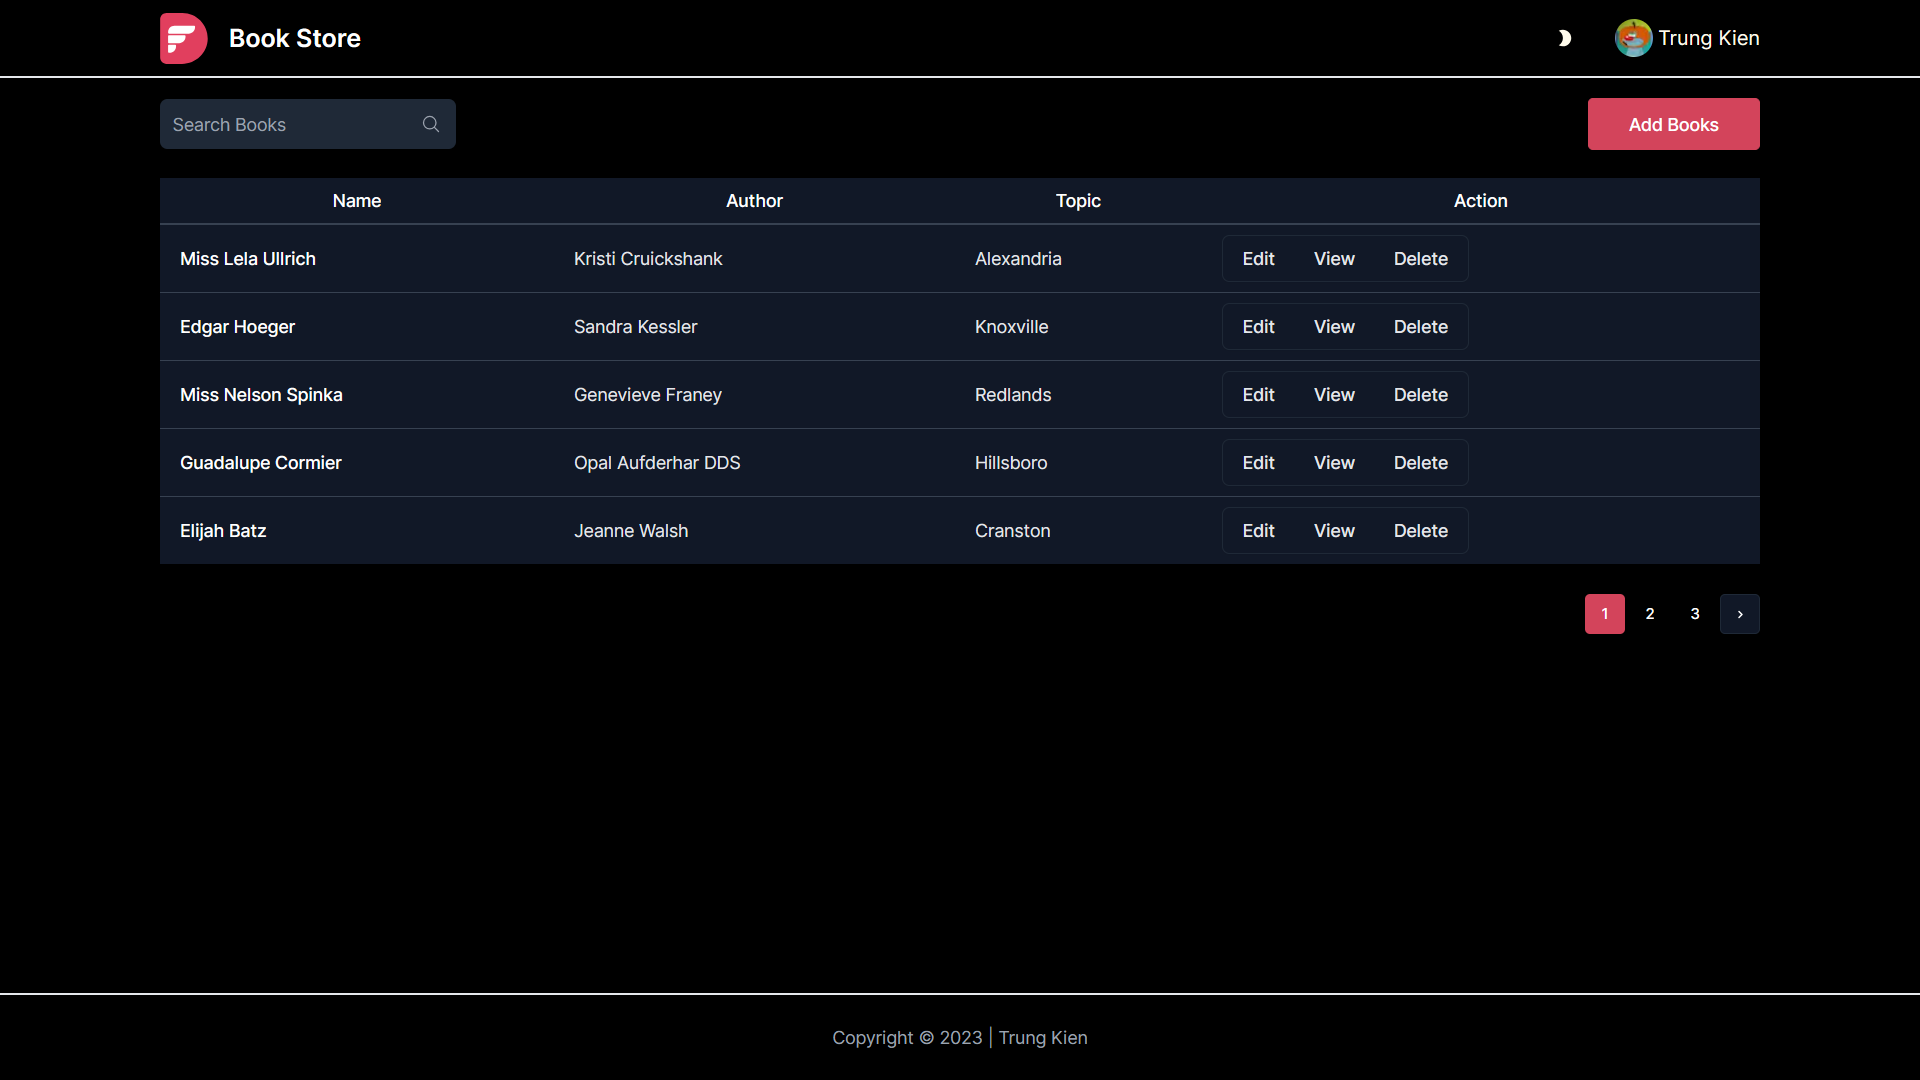 Book Store
Trung Kien
Search Books
Add Books
Name Author Topic Action
Miss Lela Ullrich Kristi Cruickshank Alexandria Edit View Delete
Edgar Hoeger Sandra Kessler Knoxville Edit View Delete
Miss Nelson Spinka Genevieve Franey Redlands Edit View Delete
Guadalupe Cormier Opal Aufderhar DDS Hillsboro Edit View Delete
Elijah Batz Jeanne Walsh Cranston Edit View Delete
1 2 3 ›
Copyright © 2023 | Trung Kien